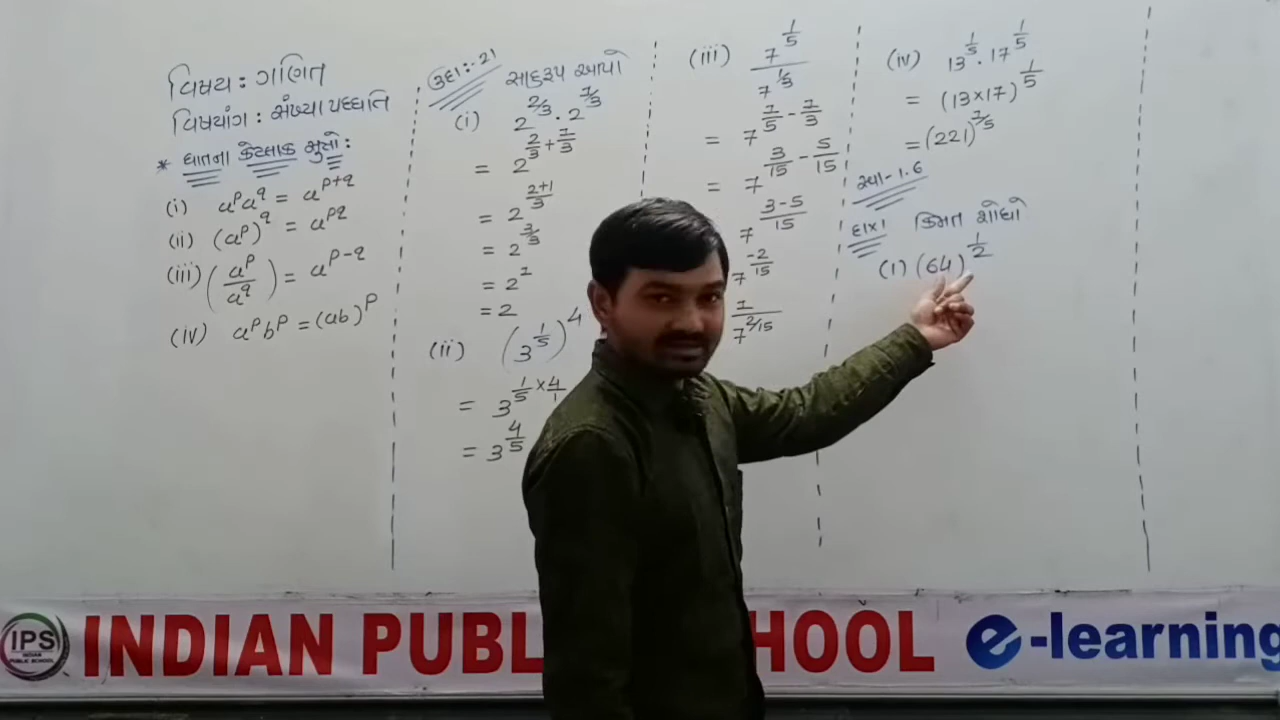 વિષય : ગણિત
વિષયાંગ : સંખ્યા પધ્ધતિ
* ઘાતના કેટલાક સુત્રો :
(i) a^p a^q = a^{p+q}
(ii) (a^p)^q = a^{pq}
(iii) (a^p/a^q) = a^{p-q}
(iv) a^p b^p = (ab)^p
ઉદા:-21 સાદુરૂપ આપો
(i) 2^{2/3} . 2^{1/3}
= 2^{2/3 + 1/3}
= 2^{(2+1)/3}
= 2^{3/3}
= 2^1
= 2
(ii) (3^{1/5})^4
= 3^{1/5 × 4/1}
= 3^{4/5}
(iii) 7^{1/5} / 7^{1/3}
= 7^{1/5 - 1/3}
= 7^{3/15 - 5/15}
7^{(3-5)/15}
7^{-2/15}
1 / 7^{2/15}
(iv) 13^{1/5} . 17^{1/5}
= (13×17)^{1/5}
= (221)^{1/5}
સ્વા-1.6
દાખ1 કિંમત શોધો
(1) (64)^{1/2}
IPS
INDIAN
PUBLIC SCHOOL
INDIAN PUBL HOOL e-learning